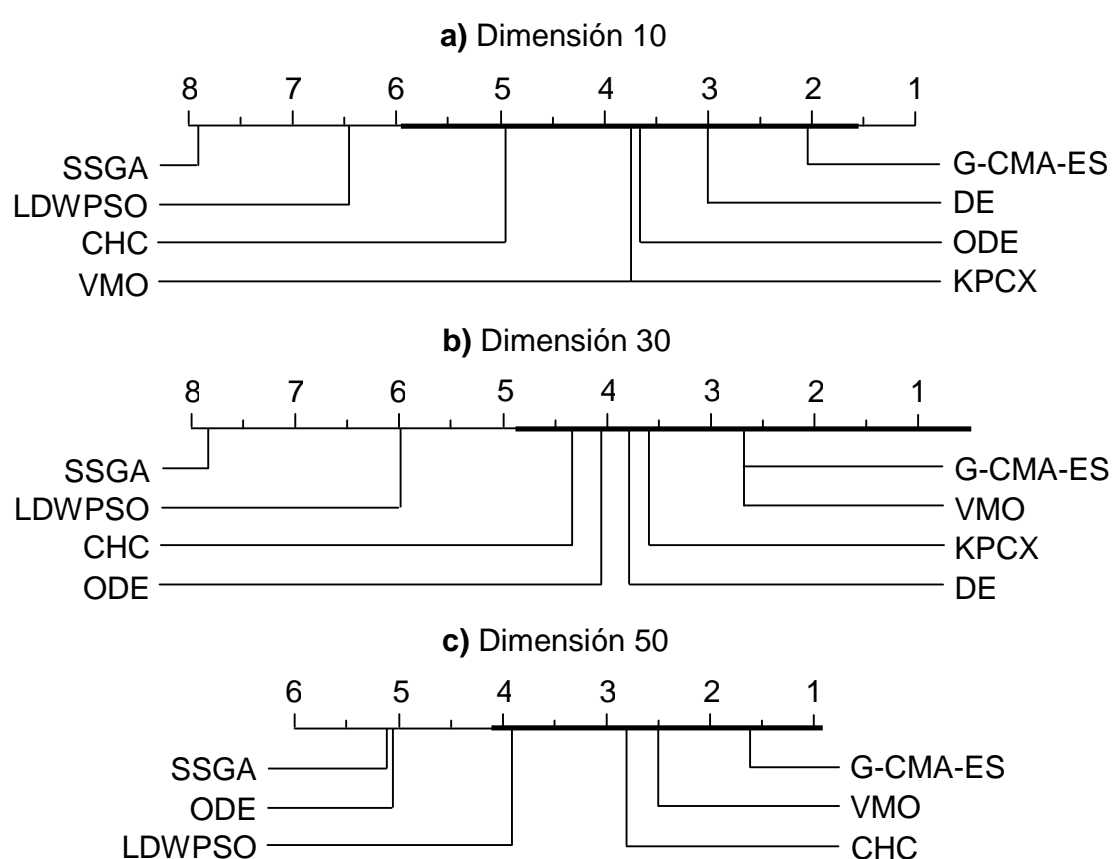 a) Dimensión 10
8 7 6 5 4 3 2 1
SSGA G-CMA-ES
LDWPSO DE
CHC ODE
VMO KPCX
b) Dimensión 30
8 7 6 5 4 3 2 1
SSGA G-CMA-ES
LDWPSO VMO
CHC KPCX
ODE DE
c) Dimensión 50
6 5 4 3 2 1
SSGA G-CMA-ES
ODE VMO
LDWPSO CHC